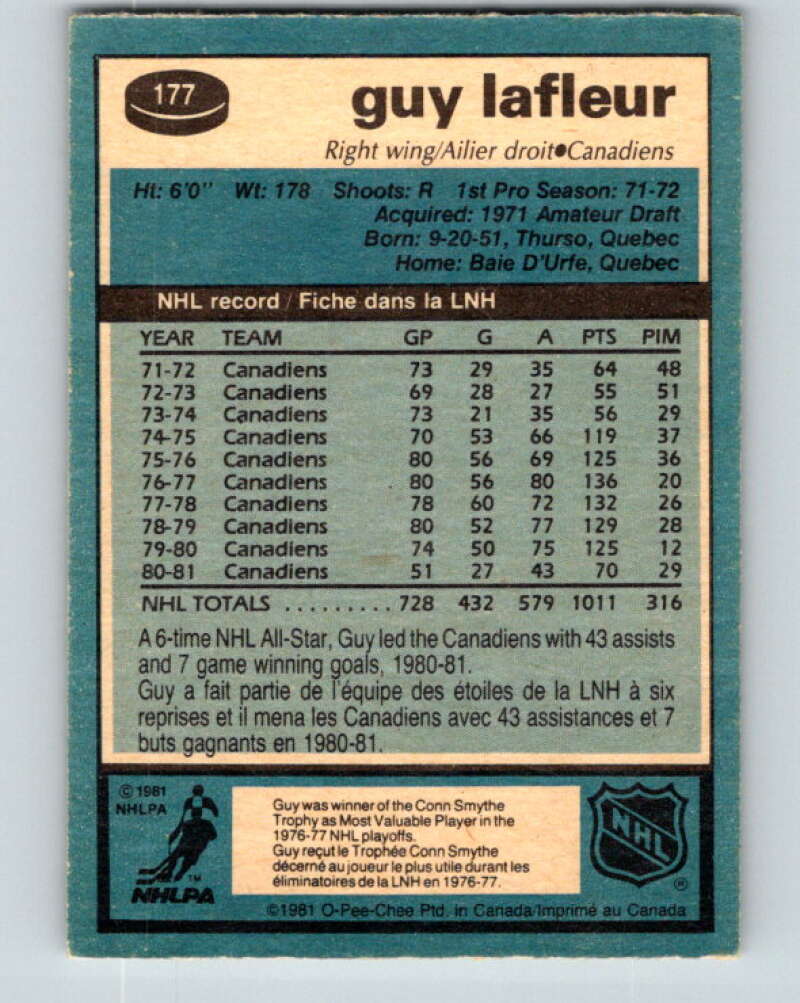 177
guy lafleur
Right wing/Ailier droit●Canadiens
Ht: 6'0" Wt: 178 Shoots: R 1st Pro Season: 71-72
Acquired: 1971 Amateur Draft
Born: 9-20-51, Thurso, Quebec
Home: Baie D'Urfe, Quebec
NHL record / Fiche dans la LNH
YEAR TEAM GP G A PTS PIM
71-72 Canadiens 73 29 35 64 48
72-73 Canadiens 69 28 27 55 51
73-74 Canadiens 73 21 35 56 29
74-75 Canadiens 70 53 66 119 37
75-76 Canadiens 80 56 69 125 36
76-77 Canadiens 80 56 80 136 20
77-78 Canadiens 78 60 72 132 26
78-79 Canadiens 80 52 77 129 28
79-80 Canadiens 74 50 75 125 12
80-81 Canadiens 51 27 43 70 29
NHL TOTALS ......... 728 432 579 1011 316
A 6-time NHL All-Star, Guy led the Canadiens with 43 assists
and 7 game winning goals, 1980-81.
Guy a fait partie de l'équipe des étoiles de la LNH à six
reprises et il mena les Canadiens avec 43 assistances et 7
buts gagnants en 1980-81.
© 1981
NHLPA
TM
NHLPA
Guy was winner of the Conn Smythe
Trophy as Most Valuable Player in the
1976-77 NHL playoffs.
Guy reçut le Trophée Conn Smythe
décerné au joueur le plus utile durant les
éliminatoires de la LNH en 1976-77.
NHL
®
©1981 O-Pee-Chee Ptd. in Canada/Imprimé au Canada